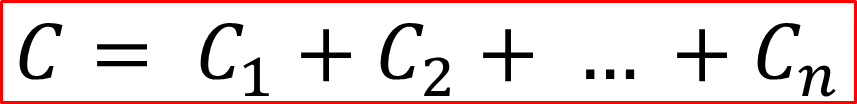 C = C₁ + C₂ + ... + Cₙ